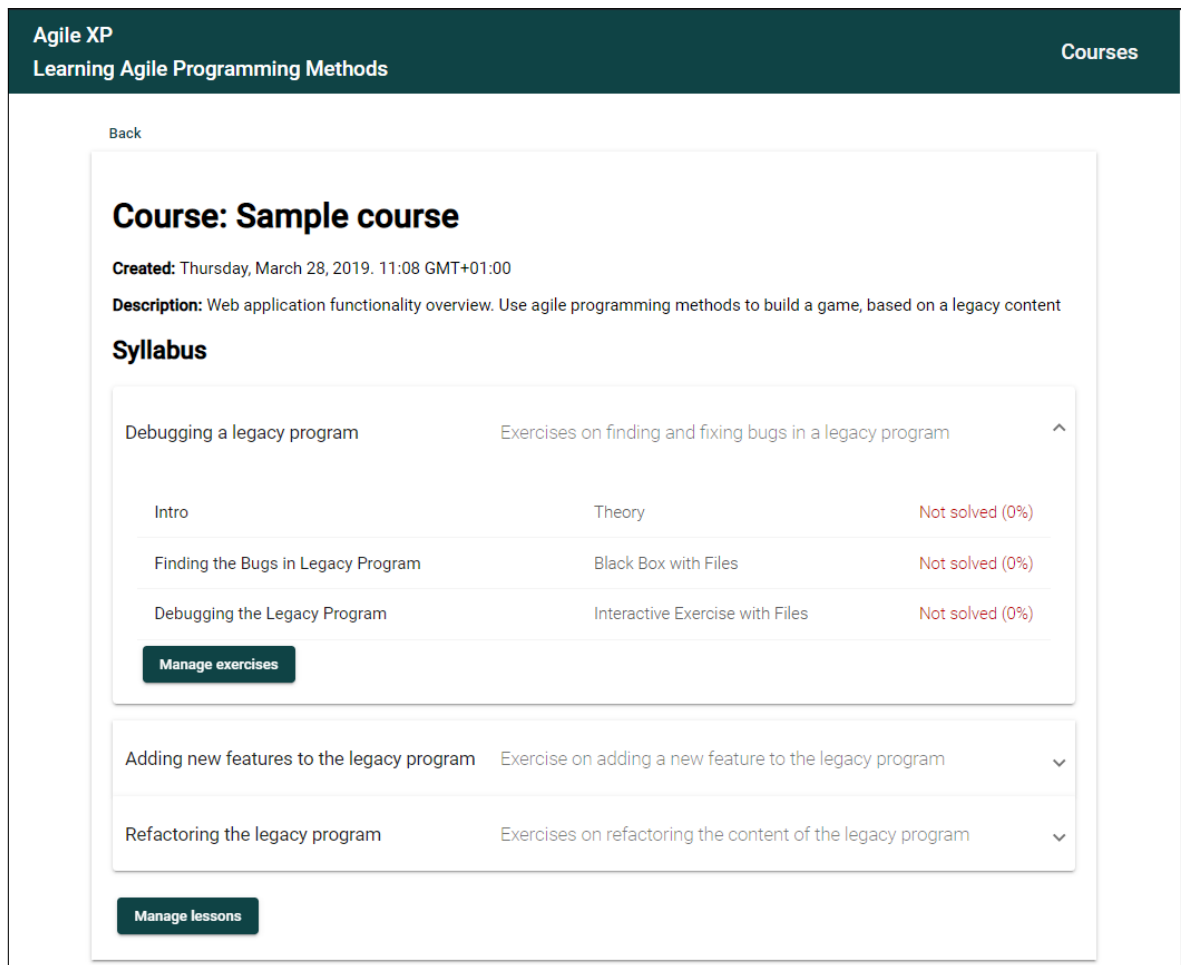 Agile XP
Learning Agile Programming Methods
Courses
Back
Course: Sample course
Created: Thursday, March 28, 2019. 11:08 GMT+01:00
Description: Web application functionality overview. Use agile programming methods to build a game, based on a legacy content
Syllabus
Debugging a legacy program Exercises on finding and fixing bugs in a legacy program
Intro Theory Not solved (0%)
Finding the Bugs in Legacy Program Black Box with Files Not solved (0%)
Debugging the Legacy Program Interactive Exercise with Files Not solved (0%)
Manage exercises
Adding new features to the legacy program Exercise on adding a new feature to the legacy program
Refactoring the legacy program Exercises on refactoring the content of the legacy program
Manage lessons